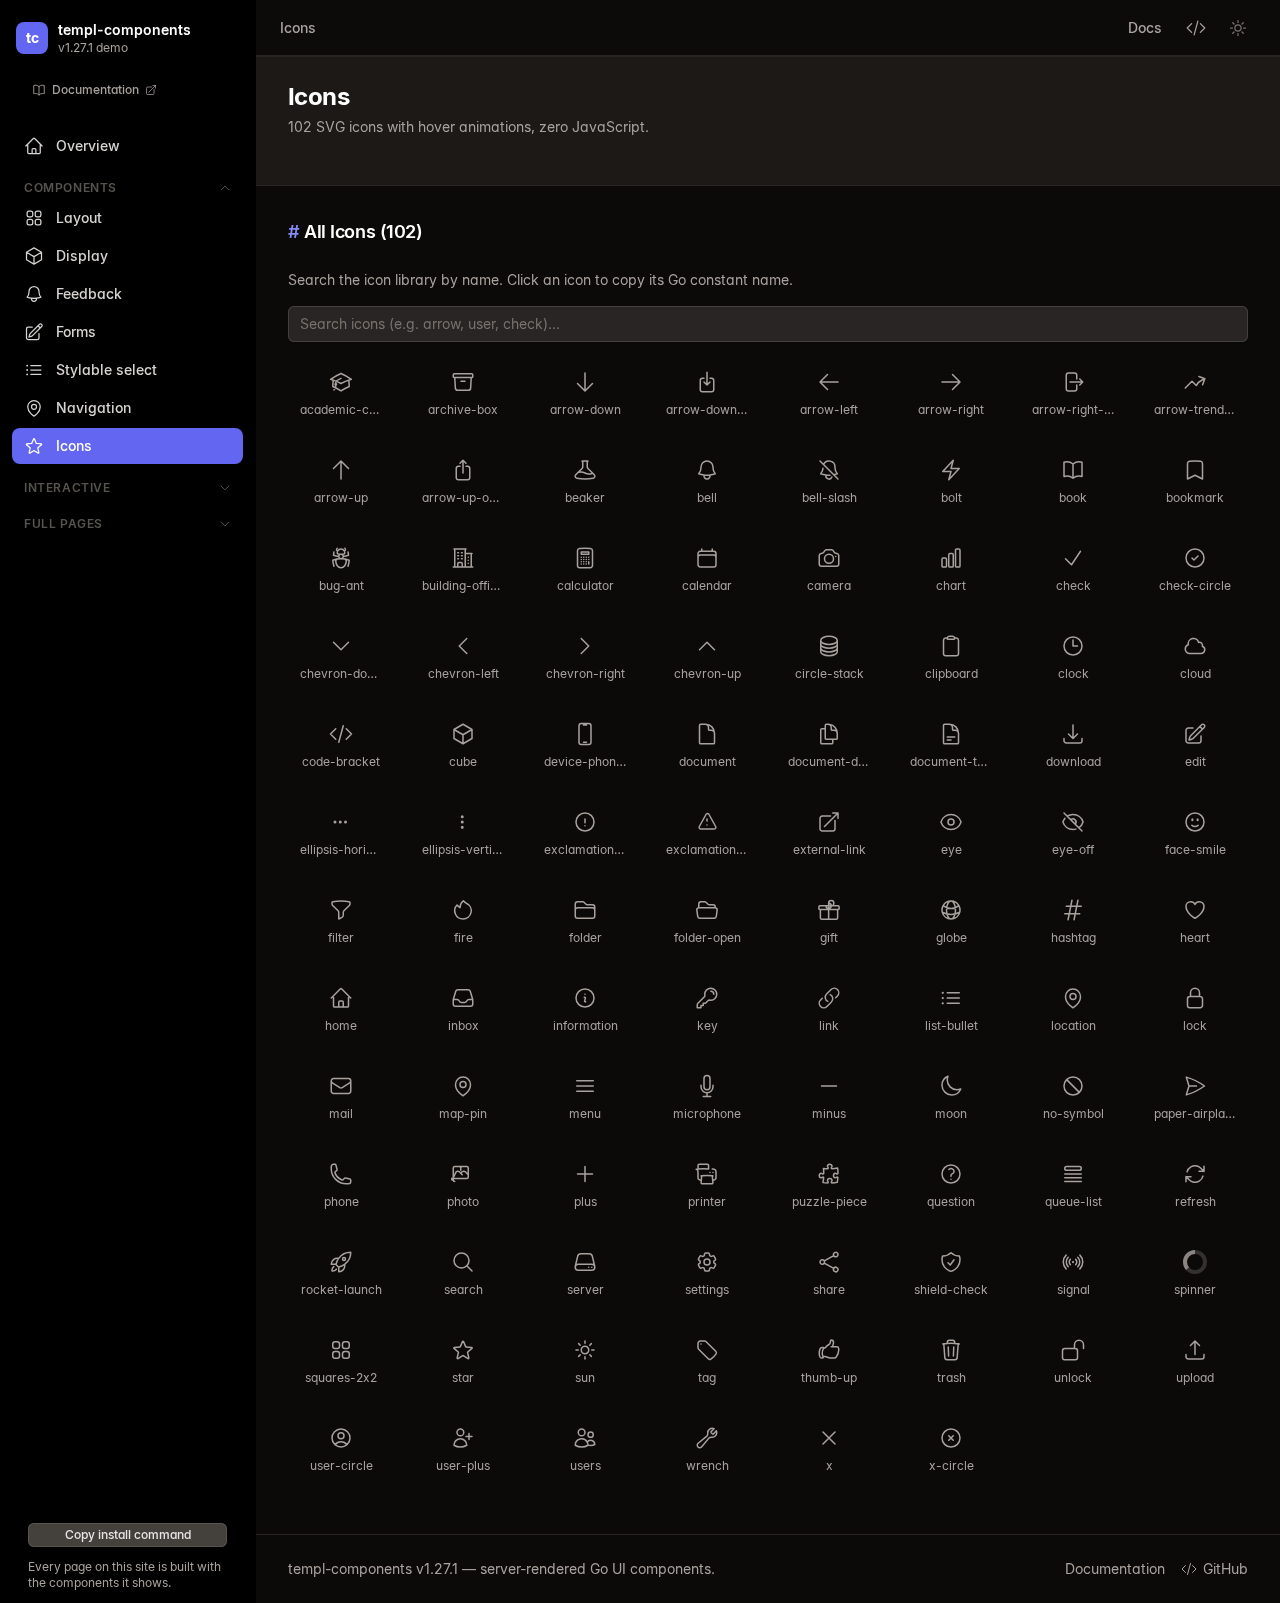 tc
templ-components
v1.27.1 demo
Documentation
Overview
COMPONENTS
Layout
Display
Feedback
Forms
Stylable select
Navigation
Icons
INTERACTIVE
FULL PAGES
Copy install command
Every page on this site is built with
the components it shows.
Icons
Docs
Icons
102 SVG icons with hover animations, zero JavaScript.
# All Icons (102)
Search the icon library by name. Click an icon to copy its Go constant name.
Search icons (e.g. arrow, user, check)...
academic-c... archive-box arrow-down arrow-down... arrow-left arrow-right arrow-right-... arrow-trend...
arrow-up arrow-up-o... beaker bell bell-slash bolt book bookmark
bug-ant building-offi... calculator calendar camera chart check check-circle
chevron-do... chevron-left chevron-right chevron-up circle-stack clipboard clock cloud
code-bracket cube device-phon... document document-d... document-t... download edit
ellipsis-hori... ellipsis-verti... exclamation... exclamation... external-link eye eye-off face-smile
filter fire folder folder-open gift globe hashtag heart
home inbox information key link list-bullet location lock
mail map-pin menu microphone minus moon no-symbol paper-airpla...
phone photo plus printer puzzle-piece question queue-list refresh
rocket-launch search server settings share shield-check signal spinner
squares-2x2 star sun tag thumb-up trash unlock upload
user-circle user-plus users wrench x x-circle
templ-components v1.27.1 — server-rendered Go UI components.
Documentation
GitHub